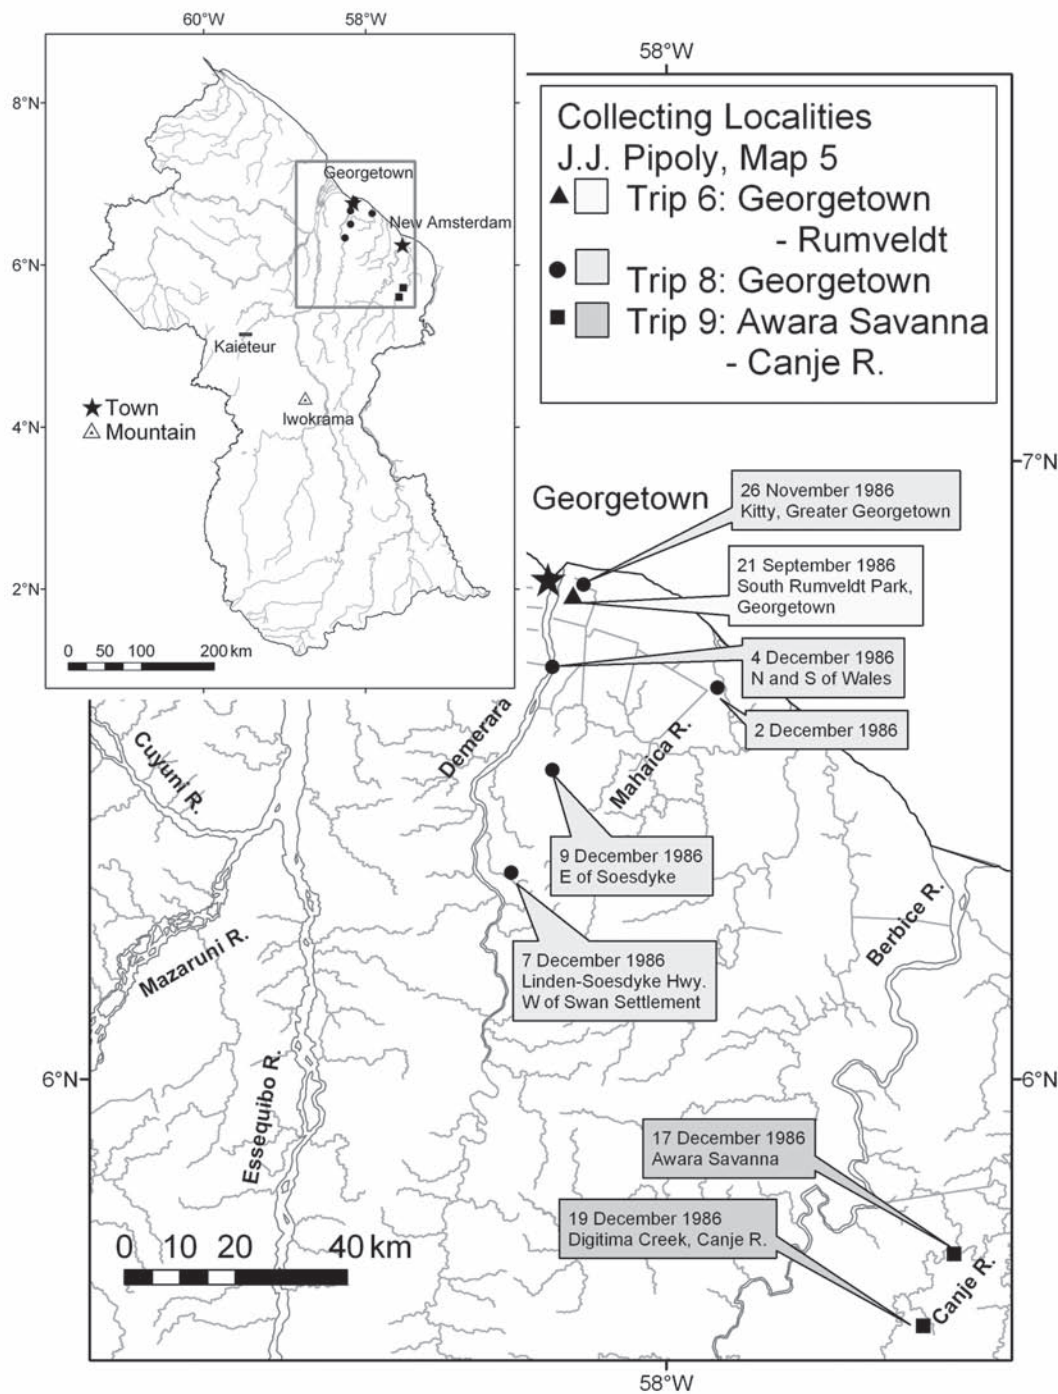 60°W
58°W
8°N
6°N
4°N
2°N
Georgetown
New Amsterdam
Kaieteur
Iwokrama
Town
Mountain
0 50 100 200 km
58°W
Collecting Localities
J.J. Pipoly, Map 5
Trip 6: Georgetown
- Rumveldt
Trip 8: Georgetown
Trip 9: Awara Savanna
- Canje R.
7°N
Georgetown
26 November 1986
Kitty, Greater Georgetown
21 September 1986
South Rumveldt Park,
Georgetown
4 December 1986
N and S of Wales
2 December 1986
Demerara
Mahaica R.
Cuyuni R.
9 December 1986
E of Soesdyke
Berbice R.
Mazaruni R.
7 December 1986
Linden-Soesdyke Hwy.
W of Swan Settlement
6°N
6°N
Essequibo R.
17 December 1986
Awara Savanna
19 December 1986
Digitima Creek, Canje R.
Canje R.
0 10 20 40 km
58°W